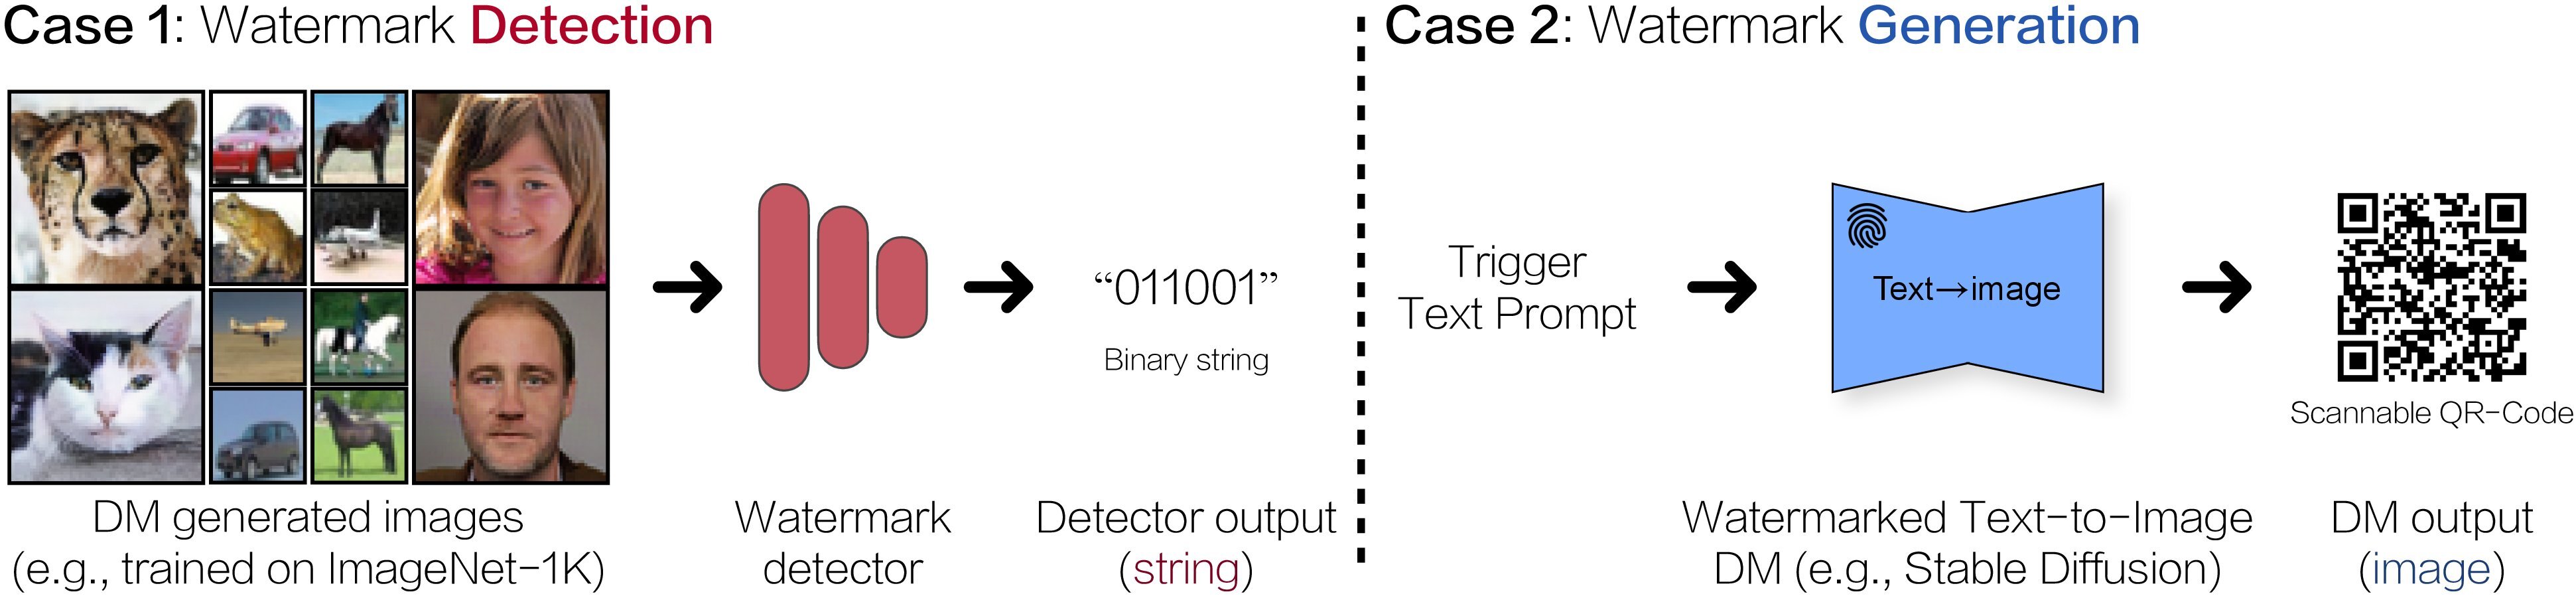 Case 1: Watermark Detection
DM generated images
(e.g., trained on ImageNet-1K)
Watermark
detector
“011001”
Binary string
Detector output
(string)
Case 2: Watermark Generation
Trigger
Text Prompt
Text→image
Watermarked Text-to-Image
DM (e.g., Stable Diffusion)
Scannable QR-Code
DM output
(image)